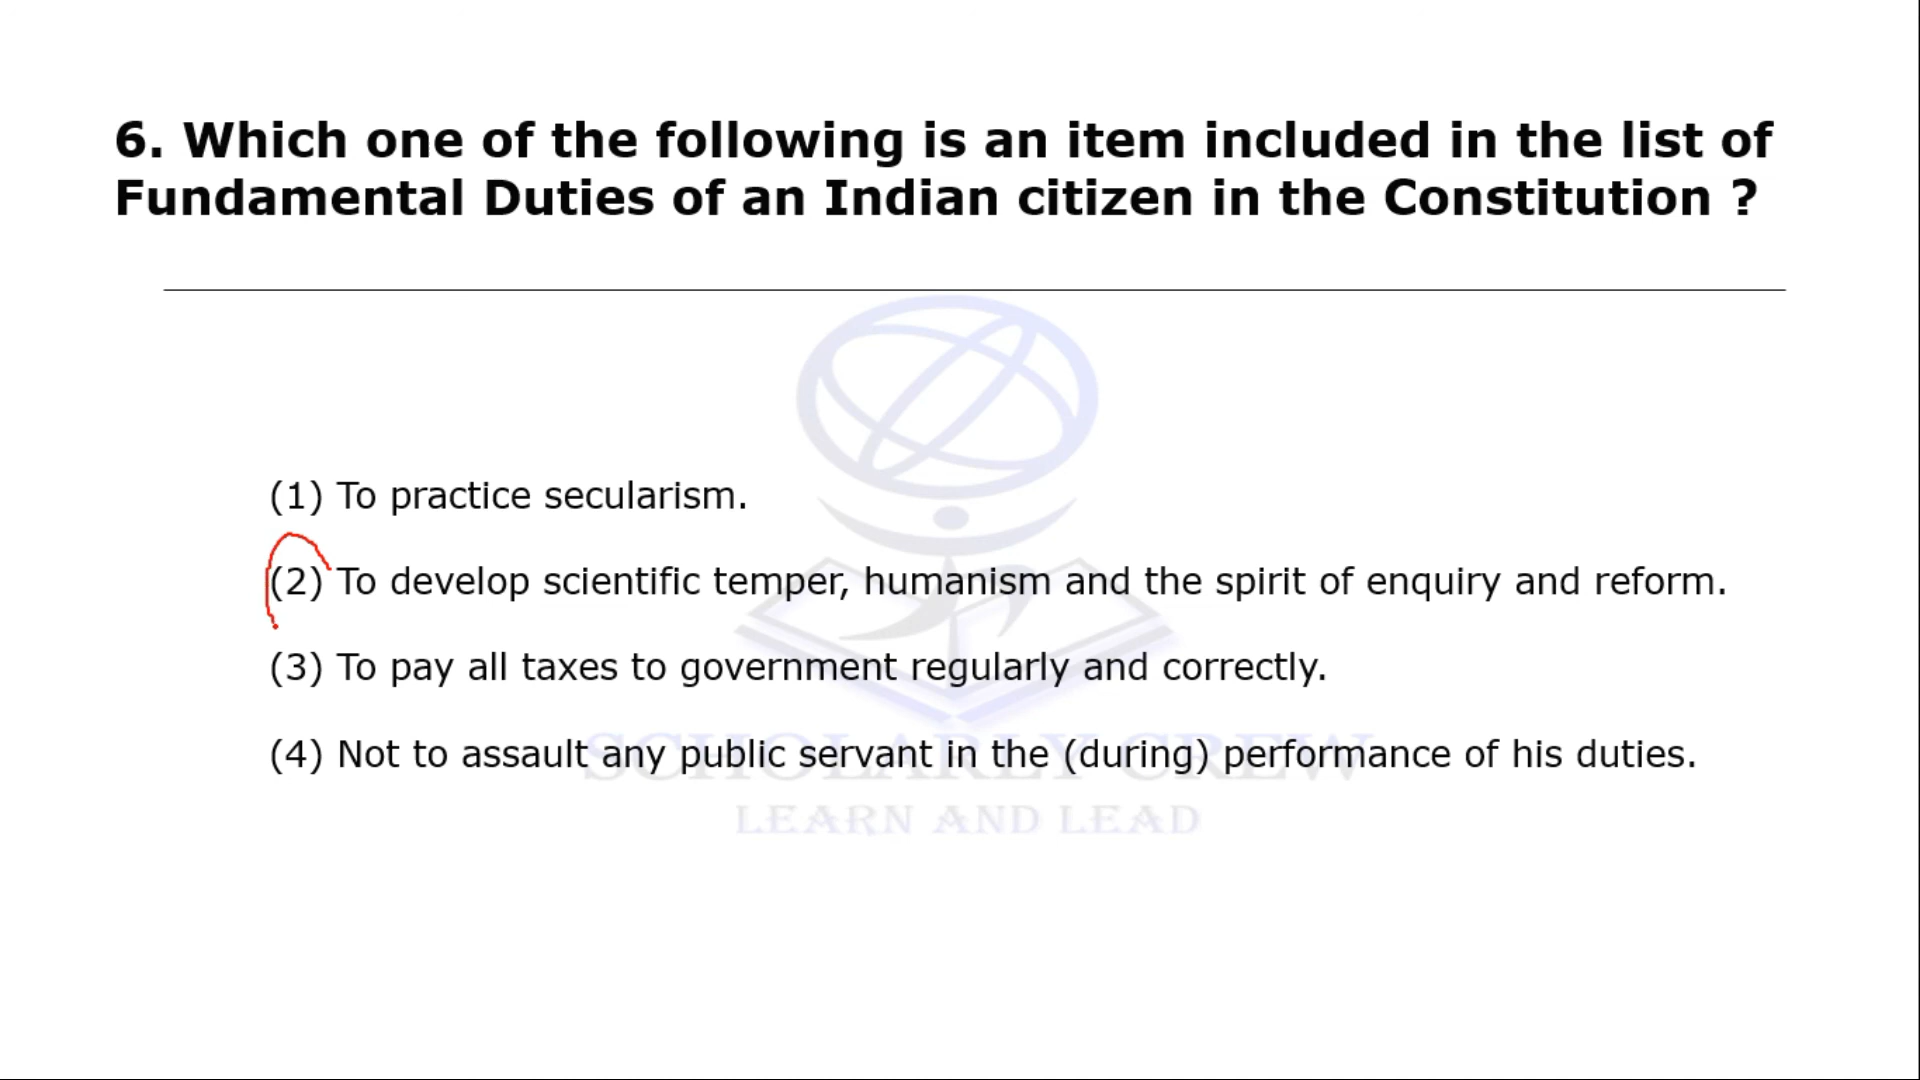 6. Which one of the following is an item included in the list of
Fundamental Duties of an Indian citizen in the Constitution ?
(1) To practice secularism.
(2) To develop scientific temper, humanism and the spirit of enquiry and reform.
(3) To pay all taxes to government regularly and correctly.
(4) Not to assault any public servant in the (during) performance of his duties.
SCHOLARLY CREW
LEARN AND LEAD